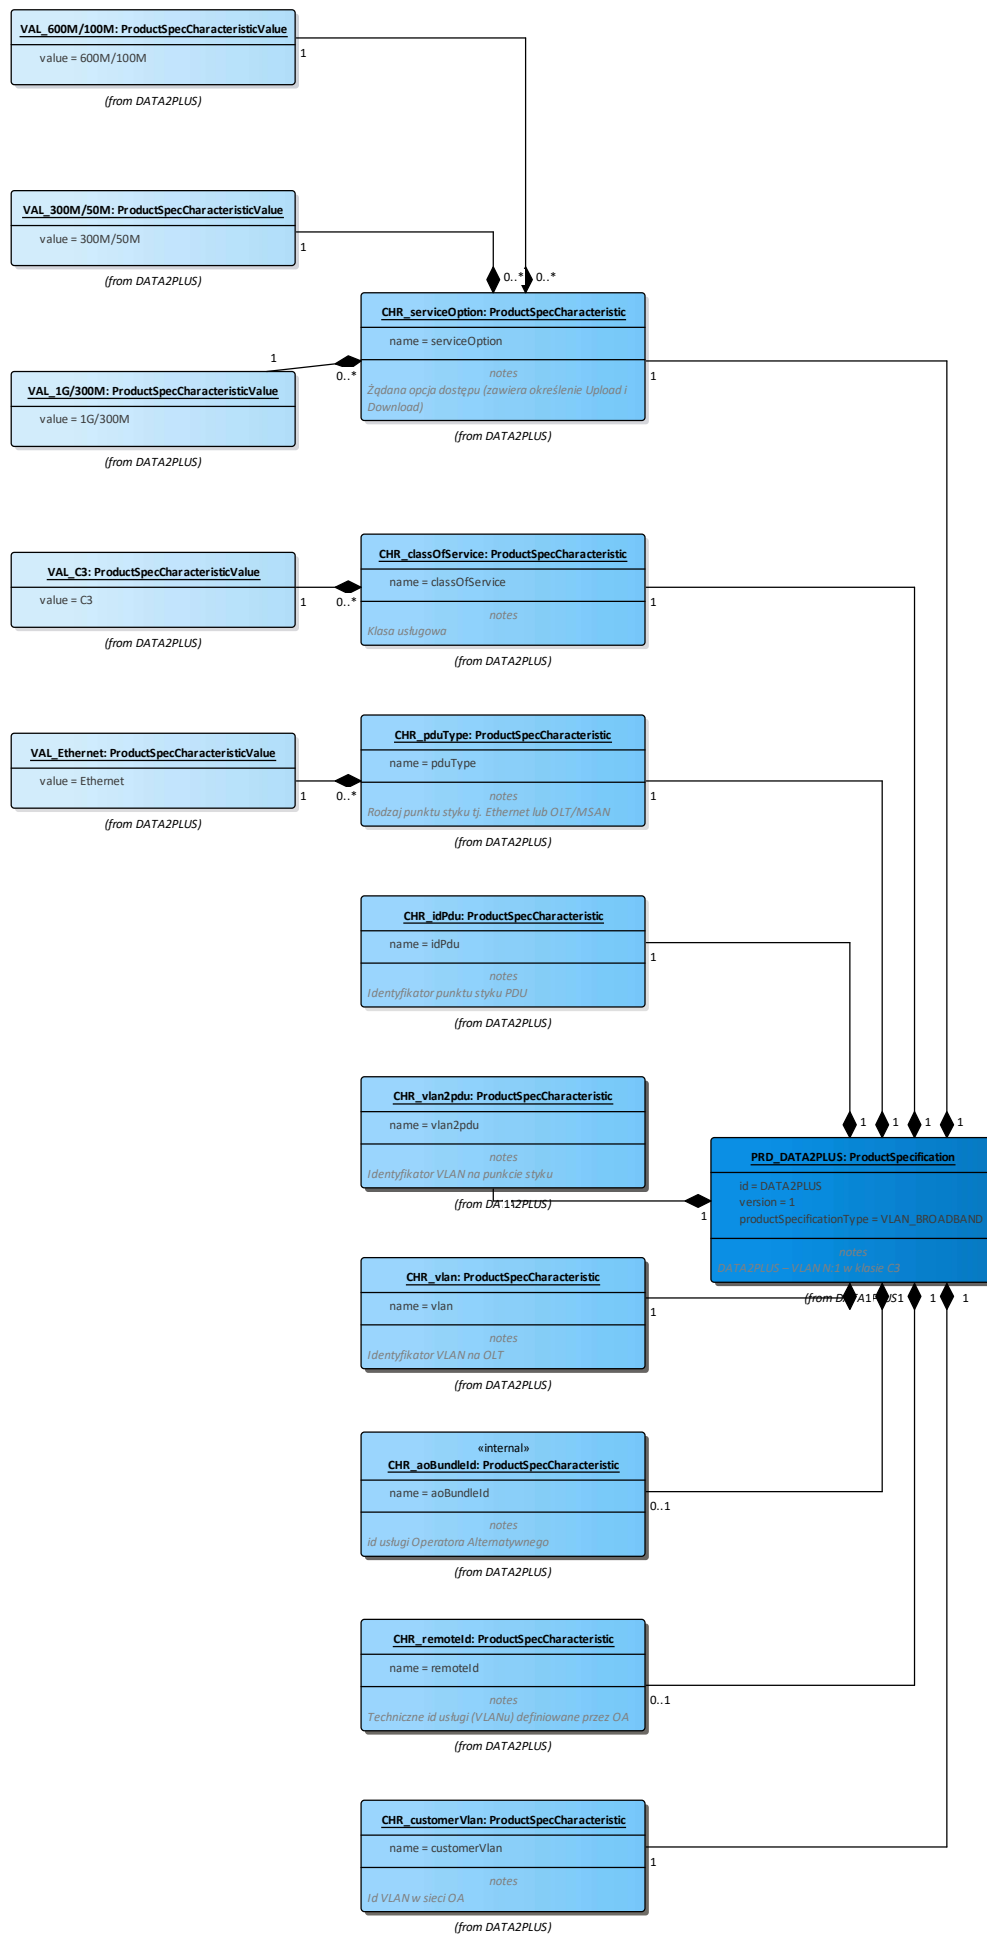 VAL_600M/100M: ProductSpecCharacteristicValue
value = 600M/100M
1
(from DATA2PLUS)
VAL_300M/50M: ProductSpecCharacteristicValue
value = 300M/50M
1
(from DATA2PLUS)
0..*
0..*
CHR_serviceOption: ProductSpecCharacteristic
name = serviceOption
notes
Żądana opcja dostępu (zawiera określenie Upload i
Download)
1
(from DATA2PLUS)
1
0..*
VAL_1G/300M: ProductSpecCharacteristicValue
value = 1G/300M
(from DATA2PLUS)
CHR_classOfService: ProductSpecCharacteristic
name = classOfService
notes
Klasa usługowa
1
(from DATA2PLUS)
VAL_C3: ProductSpecCharacteristicValue
value = C3
1
0..*
(from DATA2PLUS)
CHR_pduType: ProductSpecCharacteristic
name = pduType
notes
Rodzaj punktu styku tj. Ethernet lub OLT/MSAN
1
(from DATA2PLUS)
VAL_Ethernet: ProductSpecCharacteristicValue
value = Ethernet
1
0..*
(from DATA2PLUS)
CHR_idPdu: ProductSpecCharacteristic
name = idPdu
notes
Identyfikator punktu styku PDU
1
(from DATA2PLUS)
CHR_vlan2pdu: ProductSpecCharacteristic
name = vlan2pdu
notes
Identyfikator VLAN na punkcie styku
(from DATA2PLUS)
1
1
1
1
1
PRD_DATA2PLUS: ProductSpecification
id = DATA2PLUS
version = 1
productSpecificationType = VLAN_BROADBAND
notes
DATA2PLUS – VLAN N:1 w klasie C3
1
(from DATA2PLUS)
1
1
1
1
CHR_vlan: ProductSpecCharacteristic
name = vlan
notes
Identyfikator VLAN na OLT
1
(from DATA2PLUS)
«internal»
CHR_aoBundleId: ProductSpecCharacteristic
name = aoBundleId
notes
id usługi Operatora Alternatywnego
0..1
(from DATA2PLUS)
CHR_remoteId: ProductSpecCharacteristic
name = remoteId
notes
Techniczne id usługi (VLANu) definiowane przez OA
0..1
(from DATA2PLUS)
CHR_customerVlan: ProductSpecCharacteristic
name = customerVlan
notes
Id VLAN w sieci OA
1
(from DATA2PLUS)